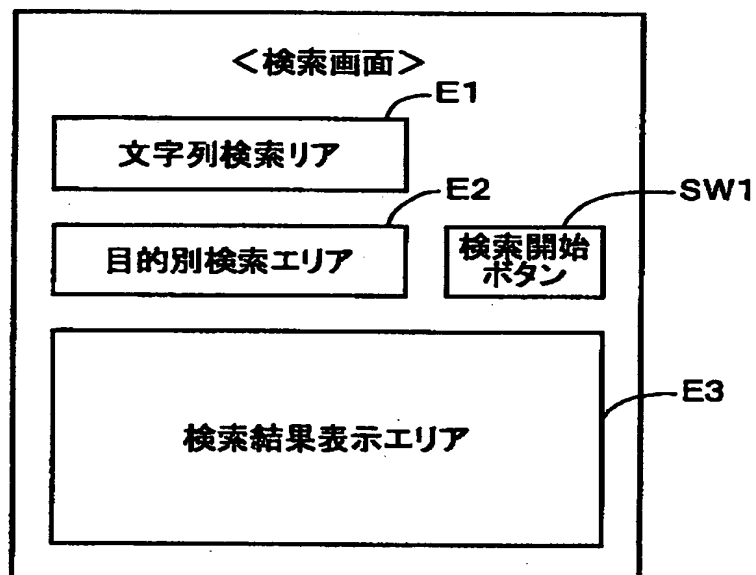 ＜検索画面＞
E1
文字列検索リア
E2
SW1
目的別検索エリア
検索開始
ボタン
E3
検索結果表示エリア